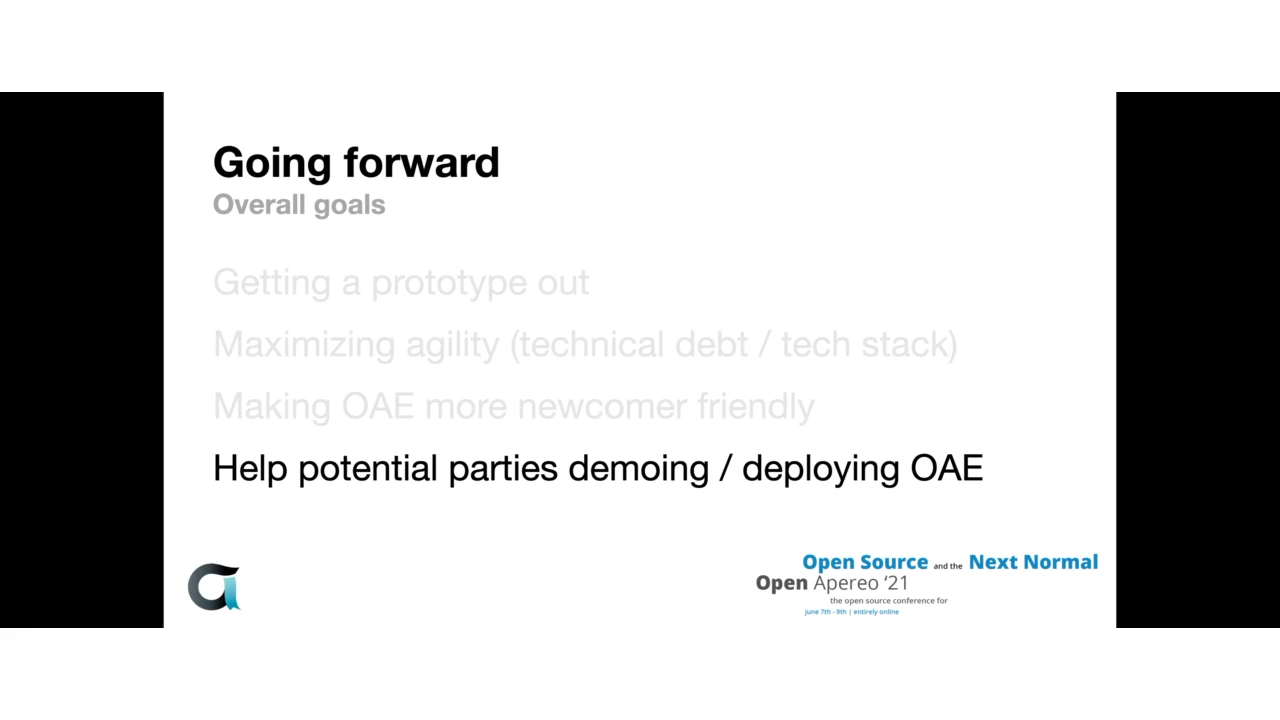 Going forward
Overall goals
Getting a prototype out
Maximizing agility (technical debt / tech stack)
Making OAE more newcomer friendly
Help potential parties demoing / deploying OAE
Open Source and the Next Normal
Open Apereo ‘21
the open source conference for
june 7th - 9th | entirely online